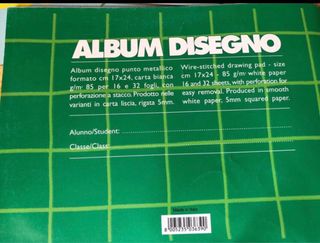 ALBUM DISEGNO
Album disegno punto metallico
formato cm 17x24, carta bianca
g/m² 85 per 16 e 32 fogli, con
perforazione a stacco. Prodotto nelle
varianti in carta liscia, rigata 5mm.
Wire-stitched drawing pad - size
cm 17x24 - 85 g/m² white paper
16 and 32 sheets, with perforation for
easy removal. Produced in smooth
white paper, 5mm squared paper.
Alunno/Student:
Classe/Class:
Made in Italy
8 005235 036390